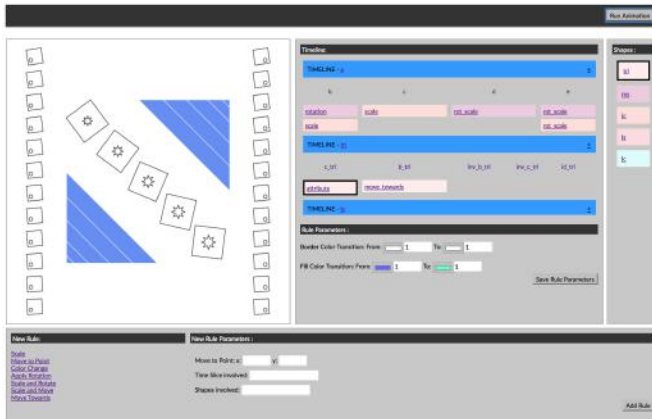 Run Animation
Timeline:
Shapes :
TIMELINE -
b c d e
rotation scale rot_scale rot_scale
scale rot_scale
TIMELINE - tri
c_tri b_tri inv_b_tri inv_c_tri id_tri
attribute move_towards
TIMELINE -
Rule Parameters :
Border Color Transition: From: 1 To: 1
Fill Color Transition: From: 1 To: 1
Save Rule Parameters
New Rule:
New Rule Parameters :
Scale
Move to Point
Color Change
Apply Rotation
Scale and Rotate
Scale and Move
Move Towards
Move to Point: x: y:
Time Slice involved:
Shapes involved:
Add Rule